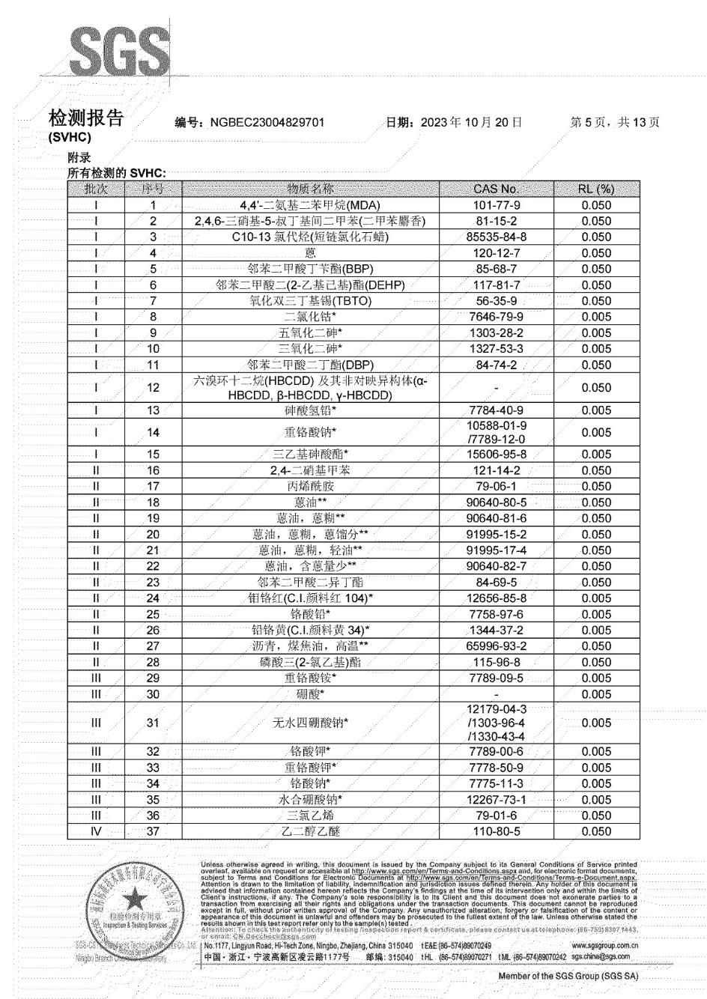 SGS
检测报告
(SVHC)
编号: NGBEC23004829701
日期: 2023 年 10 月 20 日
第 5 页, 共 13 页
附录
所有检测的 SVHC:
批次 序号 物质名称 CAS No. RL (%)
I 1 4,4'-二氨基二苯甲烷(MDA) 101-77-9 0.050
I 2 2,4,6-三硝基-5-叔丁基间二甲苯(二甲苯麝香) 81-15-2 0.050
I 3 C10-13 氯代烃(短链氯化石蜡) 85535-84-8 0.050
I 4 蒽 120-12-7 0.050
I 5 邻苯二甲酸丁苄酯(BBP) 85-68-7 0.050
I 6 邻苯二甲酸二(2-乙基己基)酯(DEHP) 117-81-7 0.050
I 7 氧化双三丁基锡(TBTO) 56-35-9 0.050
I 8 二氯化钴* 7646-79-9 0.005
I 9 五氧化二砷* 1303-28-2 0.005
I 10 三氧化二砷* 1327-53-3 0.005
I 11 邻苯二甲酸二丁酯(DBP) 84-74-2 0.050
I 12 六溴环十二烷(HBCDD) 及其非对映异构体(α-
HBCDD, β-HBCDD, γ-HBCDD) - 0.050
I 13 砷酸氢铅* 7784-40-9 0.005
I 14 重铬酸钠* 10588-01-9
/7789-12-0 0.005
I 15 三乙基砷酸酯* 15606-95-8 0.005
II 16 2,4-二硝基甲苯 121-14-2 0.050
II 17 丙烯酰胺 79-06-1 0.050
II 18 蒽油** 90640-80-5 0.050
II 19 蒽油，蒽糊** 90640-81-6 0.050
II 20 蒽油，蒽糊，蒽馏分** 91995-15-2 0.050
II 21 蒽油，蒽糊，轻油** 91995-17-4 0.050
II 22 蒽油，含蒽量少** 90640-82-7 0.050
II 23 邻苯二甲酸二异丁酯 84-69-5 0.050
II 24 钼铬红(C.I.颜料红 104)* 12656-85-8 0.005
II 25 铬酸铅* 7758-97-6 0.005
II 26 铅铬黄(C.I.颜料黄 34)* 1344-37-2 0.005
II 27 沥青，煤焦油，高温** 65996-93-2 0.050
II 28 磷酸三(2-氯乙基)酯 115-96-8 0.050
III 29 重铬酸铵* 7789-09-5 0.005
III 30 硼酸* - 0.005
III 31 无水四硼酸钠* 12179-04-3
/1303-96-4
/1330-43-4 0.005
III 32 铬酸钾* 7789-00-6 0.005
III 33 重铬酸钾* 7778-50-9 0.005
III 34 铬酸钠* 7775-11-3 0.005
III 35 水合硼酸钠* 12267-73-1 0.005
III 36 三氯乙烯 79-01-6 0.050
IV 37 乙二醇乙醚 110-80-5 0.050
检验检测专用章
Inspection & Testing Services
Unless otherwise agreed in writing, this document is issued by the Company subject to its General Conditions of Service printed
overleaf, available on request or accessible at http://www.sgs.com/en/Terms-and-Conditions.aspx and, for electronic format documents,
subject to Terms and Conditions for Electronic Documents at http://www.sgs.com/en/Terms-and-Conditions/Terms-e-Document.aspx.
Attention is drawn to the limitation of liability, indemnification and jurisdiction issues defined therein. Any holder of this document is
advised that information contained hereon reflects the Company's findings at the time of its intervention only and within the limits of
Client's instructions, if any. The Company's sole responsibility is to its Client and this document does not exonerate parties to a
transaction from exercising all their rights and obligations under the transaction documents. This document cannot be reproduced
except in full, without prior written approval of the Company. Any unauthorized alteration, forgery or falsification of the content or
appearance of this document is unlawful and offenders may be prosecuted to the fullest extent of the law. Unless otherwise stated the
results shown in this test report refer only to the sample(s) tested .
Attention: To check the authenticity of testing /inspection report & certificate, please contact us at telephone: (86-755) 8307 1443,
or email: CN.Doccheck@sgs.com
No.1177, Lingyun Road, Hi-Tech Zone, Ningbo, Zhejiang, China 315040 t E&E (86-574)89070249 www.sgsgroup.com.cn
中国·浙江·宁波高新区凌云路1177号 邮编: 315040 t HL (86-574)89070271 t ML (86-574)89070242 sgs.china@sgs.com
Member of the SGS Group (SGS SA)